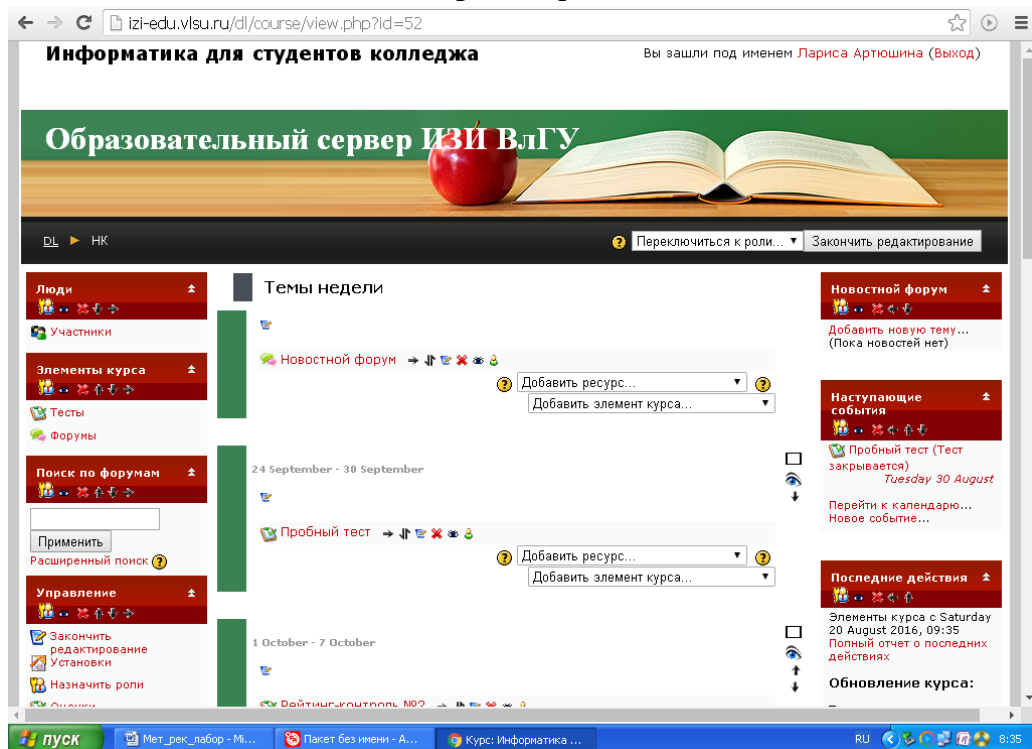 izi-edu.vlsu.ru/dl/course/view.php?id=52
Информатика для студентов колледжа
Вы зашли под именем Лариса Артюшина (Выход)
Образовательный сервер ИЗИ ВлГУ
DL ► НК
Переключиться к роли...
Закончить редактирование
Люди
Участники
Элементы курса
Тесты
Форумы
Поиск по форумам
Применить
Расширенный поиск
Управление
Закончить
редактирование
Установки
Назначить роли
Оценки
Темы недели
Новостной форум
Добавить ресурс...
Добавить элемент курса...
24 September - 30 September
Пробный тест
Добавить ресурс...
Добавить элемент курса...
1 October - 7 October
Рейтинг-контроль №2
Новостной форум
Добавить новую тему...
(Пока новостей нет)
Наступающие
события
Пробный тест (Тест
закрывается)
Tuesday 30 August
Перейти к календарю...
Новое событие...
Последние действия
Элементы курса с Saturday
20 August 2016, 09:35
Полный отчет о последних
действиях
Обновление курса:
пуск
Мет_рек_лабор - Mi...
Пакет без имени - A...
Курс: Информатика ...
RU
8:35